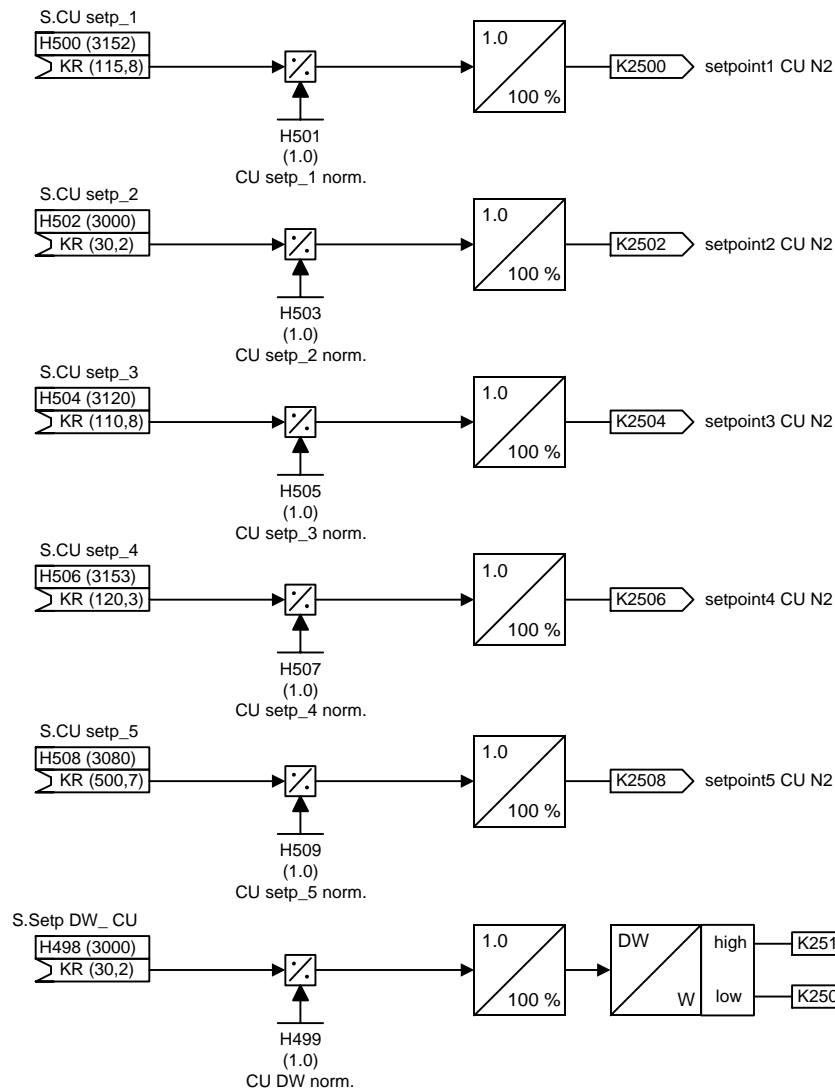 S.CU setp_1
H500 (3152)
KR (115,8)
1.0
100 %
K2500
setpoint1 CU N2
H501
(1.0)
CU setp_1 norm.
S.CU setp_2
H502 (3000)
KR (30,2)
1.0
100 %
K2502
setpoint2 CU N2
H503
(1.0)
CU setp_2 norm.
S.CU setp_3
H504 (3120)
KR (110,8)
1.0
100 %
K2504
setpoint3 CU N2
H505
(1.0)
CU setp_3 norm.
S.CU setp_4
H506 (3153)
KR (120,3)
1.0
100 %
K2506
setpoint4 CU N2
H507
(1.0)
CU setp_4 norm.
S.CU setp_5
H508 (3080)
KR (500,7)
1.0
100 %
K2508
setpoint5 CU N2
H509
(1.0)
CU setp_5 norm.
S.Setp DW_ CU
H498 (3000)
KR (30,2)
1.0
100 %
DW
W
high
low
H499
(1.0)
CU DW norm.